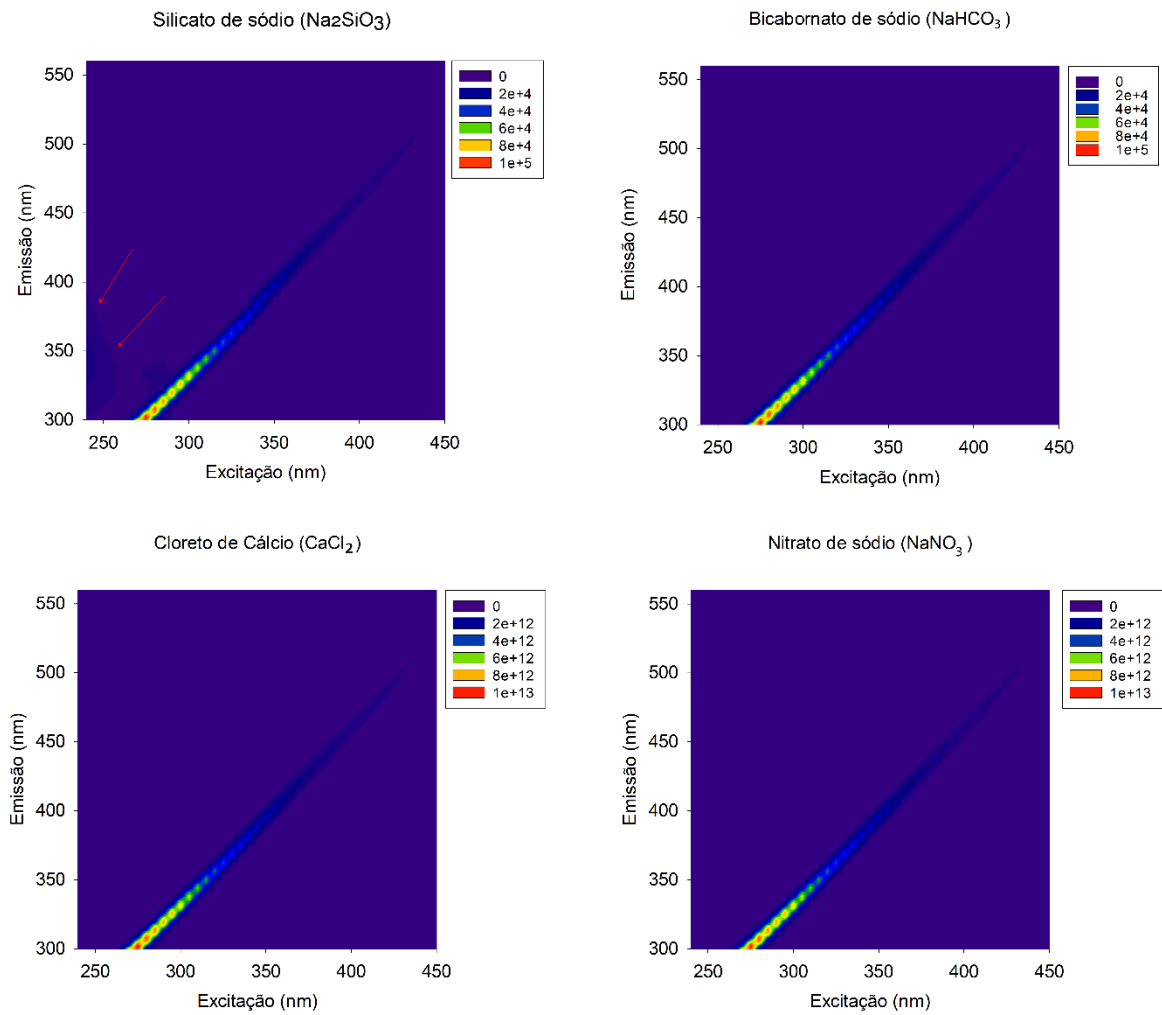 Silicato de sódio (Na2SiO3)
550
500
450
400
350
300
Emissão (nm)
250
300
350
400
450
Excitação (nm)
0
2e+4
4e+4
6e+4
8e+4
1e+5
Bicabornato de sódio (NaHCO3)
550
500
450
400
350
300
Emissão (nm)
250
300
350
400
450
Excitação (nm)
0
2e+4
4e+4
6e+4
8e+4
1e+5
Cloreto de Cálcio (CaCl2)
550
500
450
400
350
300
Emissão (nm)
250
300
350
400
450
Excitação (nm)
0
2e+12
4e+12
6e+12
8e+12
1e+13
Nitrato de sódio (NaNO3)
550
500
450
400
350
300
Emissão (nm)
250
300
350
400
450
Excitação (nm)
0
2e+12
4e+12
6e+12
8e+12
1e+13